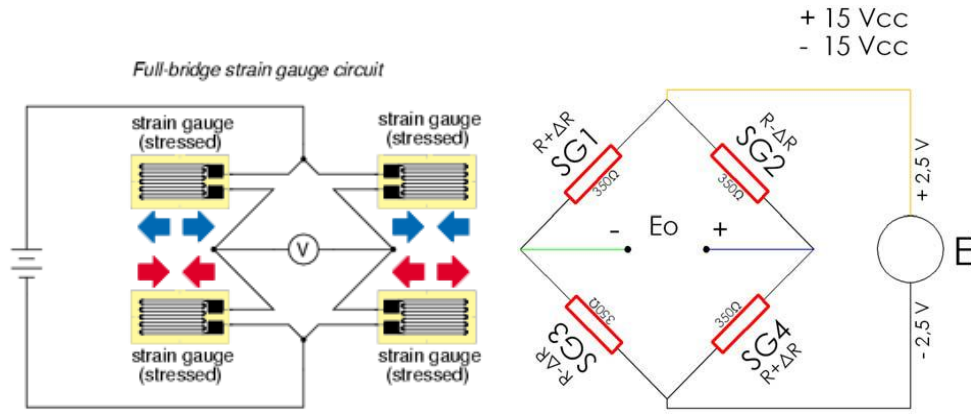 + 15 Vcc
- 15 Vcc
Full-bridge strain gauge circuit
strain gauge
(stressed)
strain gauge
(stressed)
V
strain gauge
(stressed)
strain gauge
(stressed)
R+ΔR
SG1
350Ω
R-ΔR
SG2
350Ω
- Eo +
350Ω
SG3
R-ΔR
350Ω
SG4
R+ΔR
+ 2,5 V
E
- 2,5 V